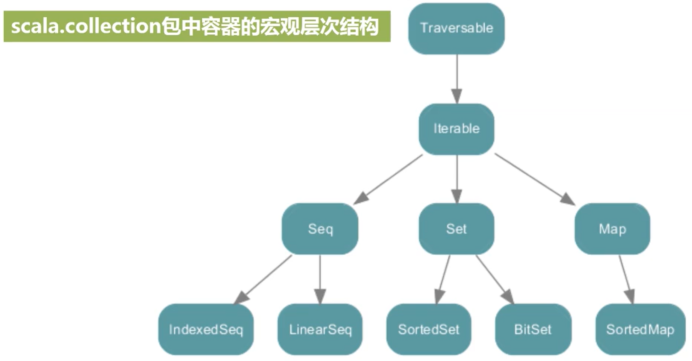 scala.collection包中容器的宏观层次结构
Traversable
Iterable
Seq
Set
Map
IndexedSeq
LinearSeq
SortedSet
BitSet
SortedMap